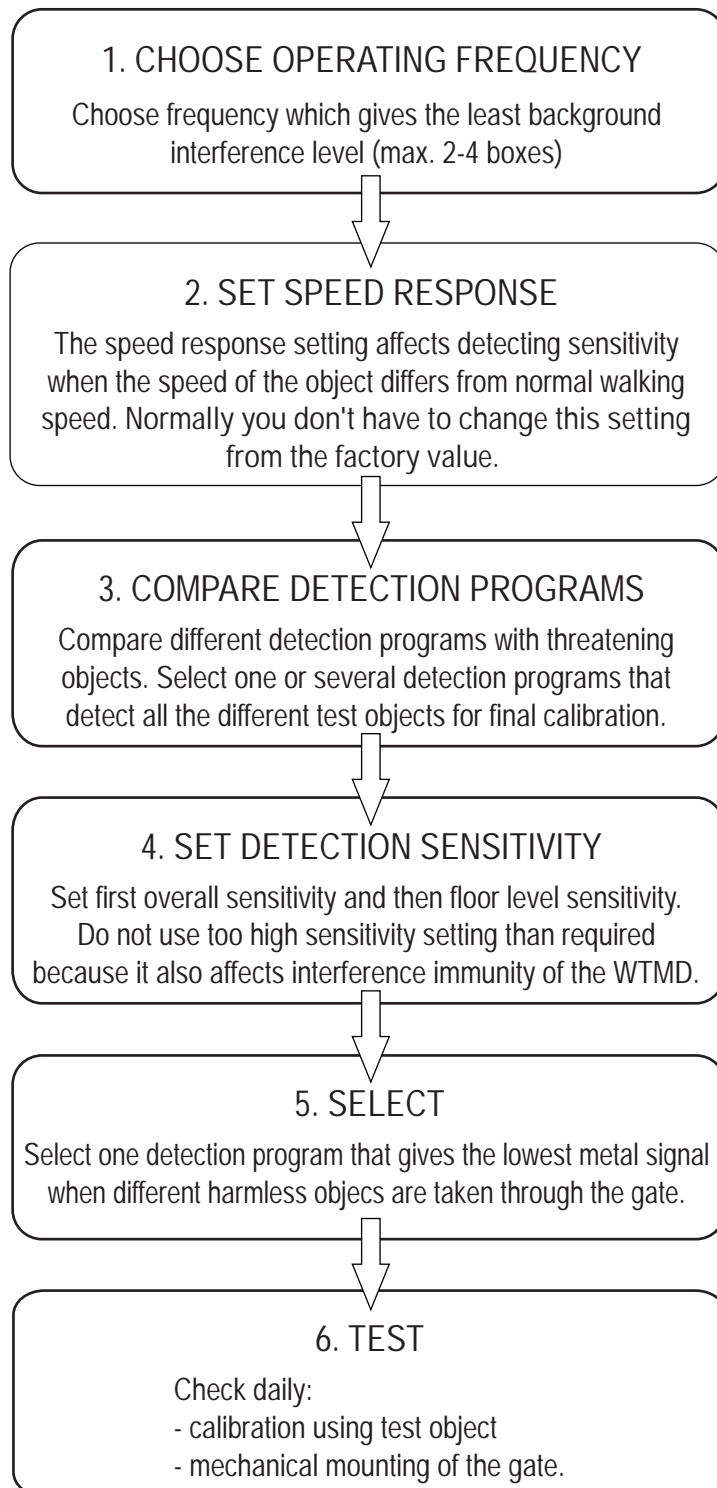 1. CHOOSE OPERATING FREQUENCY
Choose frequency which gives the least background
interference level (max. 2-4 boxes)
2. SET SPEED RESPONSE
The speed response setting affects detecting sensitivity
when the speed of the object differs from normal walking
speed. Normally you don't have to change this setting
from the factory value.
3. COMPARE DETECTION PROGRAMS
Compare different detection programs with threatening
objects. Select one or several detection programs that
detect all the different test objects for final calibration.
4. SET DETECTION SENSITIVITY
Set first overall sensitivity and then floor level sensitivity.
Do not use too high sensitivity setting than required
because it also affects interference immunity of the WTMD.
5. SELECT
Select one detection program that gives the lowest metal signal
when different harmless objecs are taken through the gate.
6. TEST
Check daily:
- calibration using test object
- mechanical mounting of the gate.